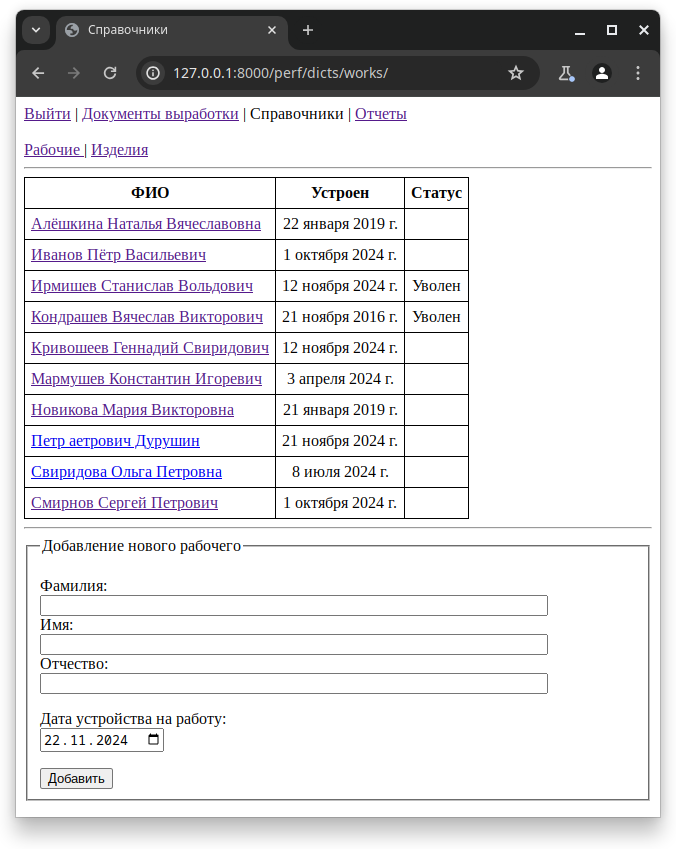 Справочники
127.0.0.1:8000/perf/dicts/works/
Выйти | Документы выработки | Справочники | Отчеты
Рабочие | Изделия
ФИО Устроен Статус
Алёшкина Наталья Вячеславовна 22 января 2019 г.
Иванов Пётр Васильевич 1 октября 2024 г.
Ирмишев Станислав Вольдович 12 ноября 2024 г. Уволен
Кондрашев Вячеслав Викторович 21 ноября 2016 г. Уволен
Кривошеев Геннадий Свиридович 12 ноября 2024 г.
Мармушев Константин Игоревич 3 апреля 2024 г.
Новикова Мария Викторовна 21 января 2019 г.
Петр аетрович Дурушин 21 ноября 2024 г.
Свиридова Ольга Петровна 8 июля 2024 г.
Смирнов Сергей Петрович 1 октября 2024 г.
Добавление нового рабочего
Фамилия:
Имя:
Отчество:
Дата устройства на работу:
22.11.2024
Добавить